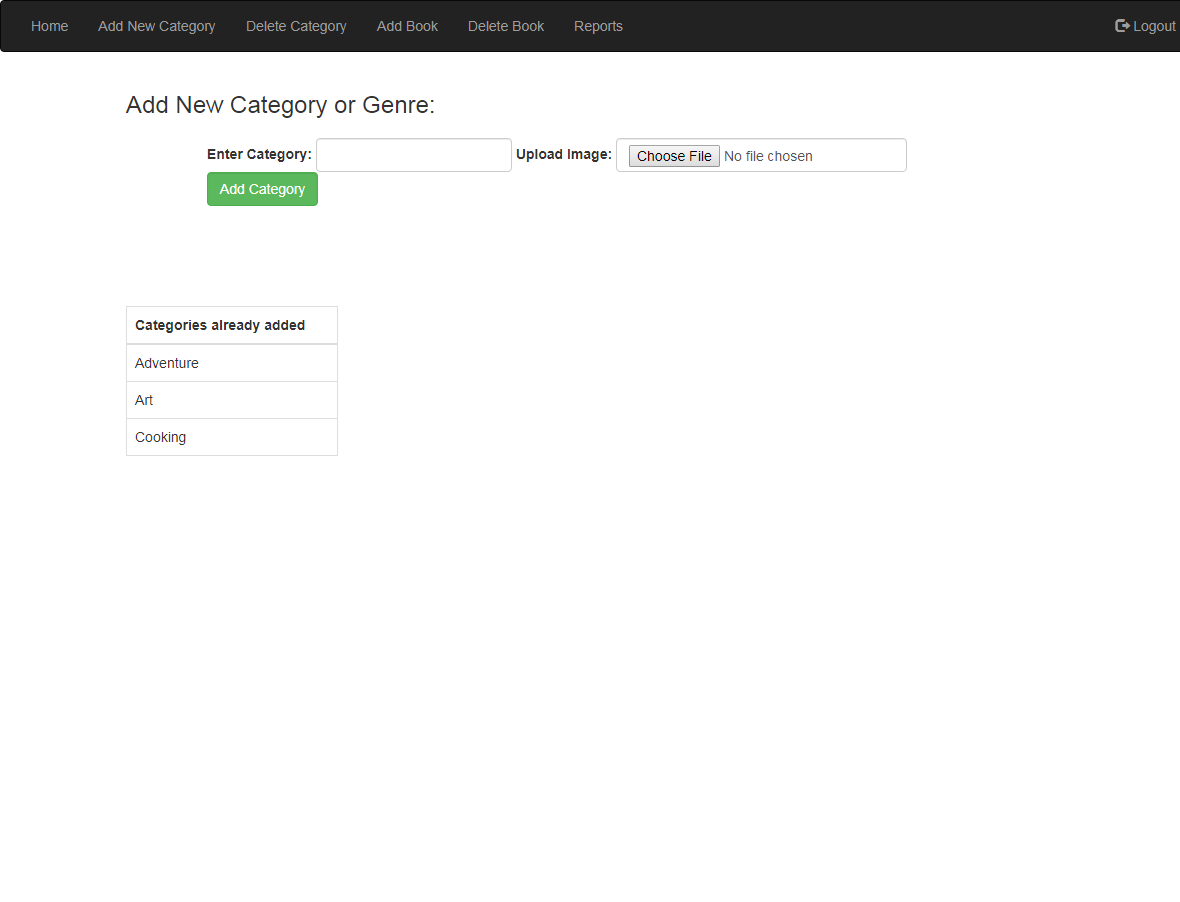 Home Add New Category Delete Category Add Book Delete Book Reports Logout
Add New Category or Genre:
Enter Category: Upload Image: Choose File No file chosen
Add Category
Categories already added
Adventure
Art
Cooking